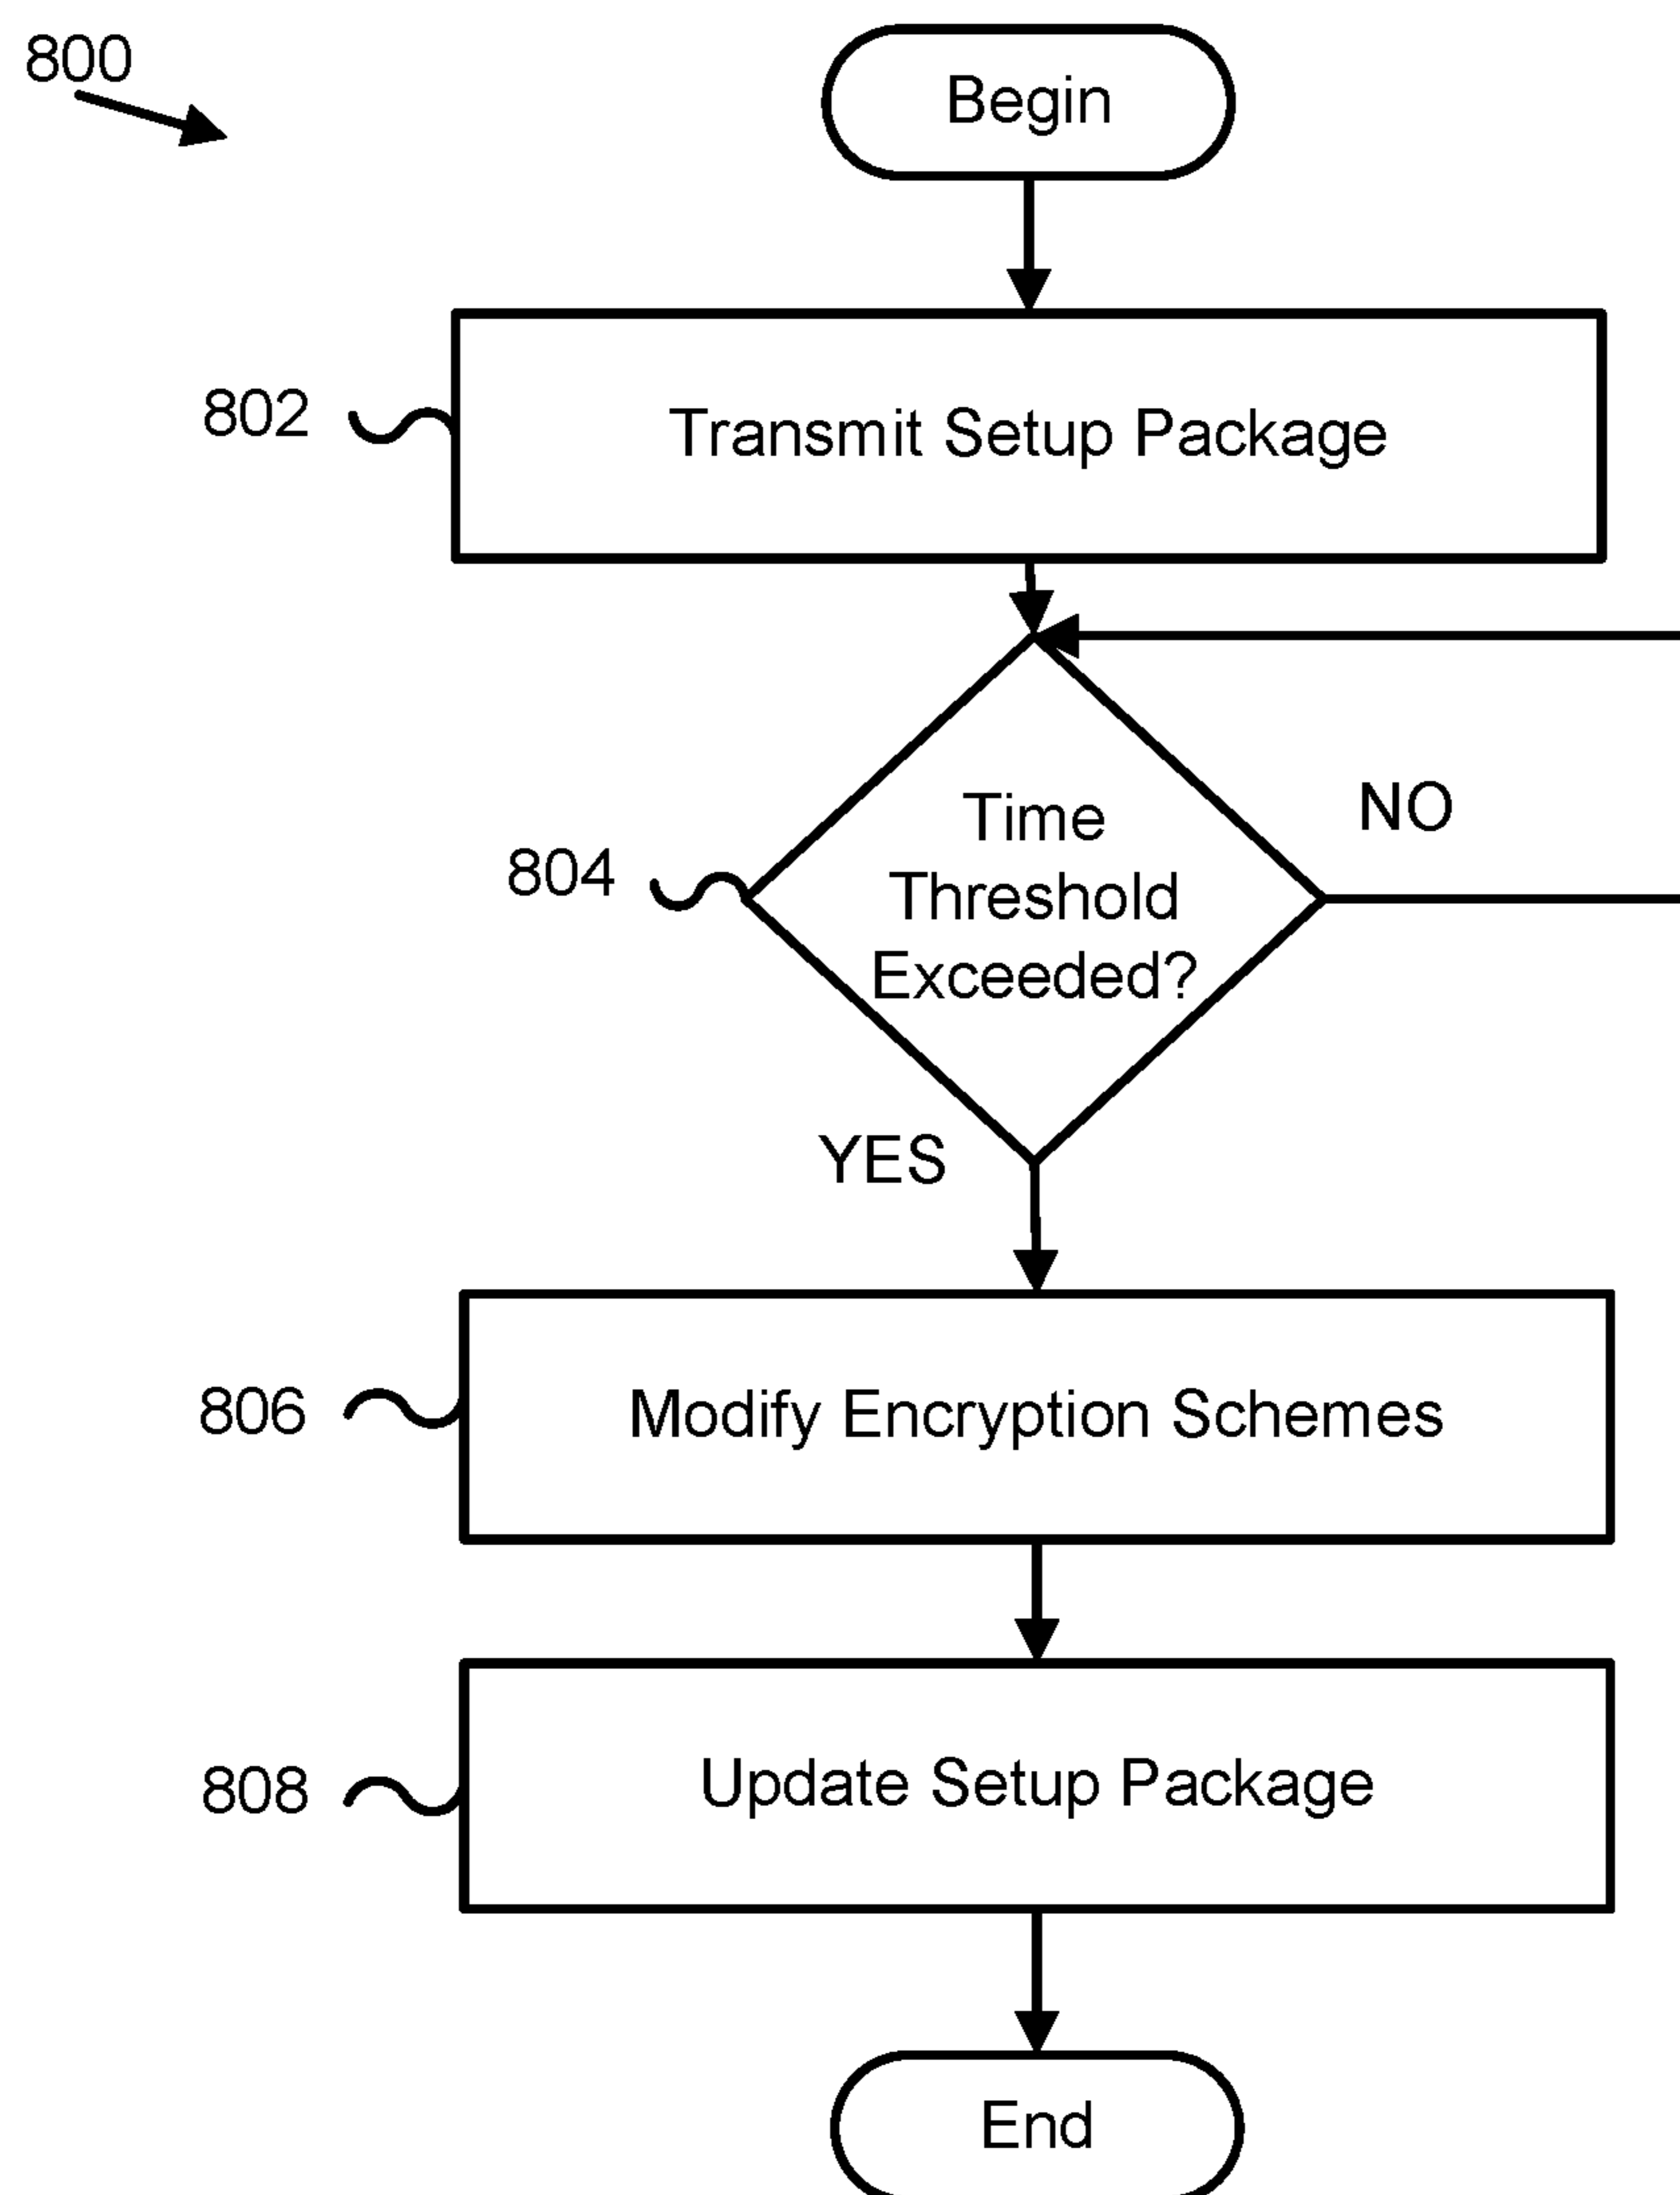 800
Begin
802
Transmit Setup Package
Time
Threshold
Exceeded?
NO
804
YES
806
Modify Encryption Schemes
808
Update Setup Package
End